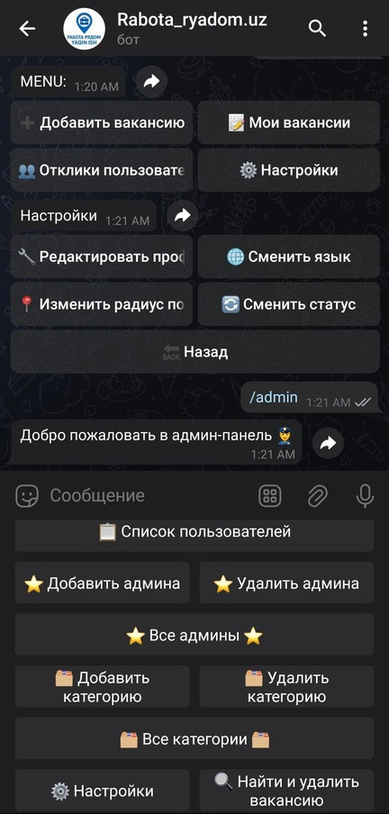 Rabota_ryadom.uz
РАБОТА РЯДОМ
YAQIN ISH
бот
MENU: 1:20 AM
Добавить вакансию
Мои вакансии
Отклики пользовате
Настройки
Настройки 1:21 AM
Редактировать про
Сменить язык
Изменить радиус по
Сменить статус
BACK Назад
/admin 1:21 AM
Добро пожаловать в админ-панель
1:21 AM
Сообщение
Список пользователей
Добавить админа
Удалить админа
Все админы
Добавить
категорию
Удалить
категорию
Все категории
Настройки
Найти и удалить
вакансию